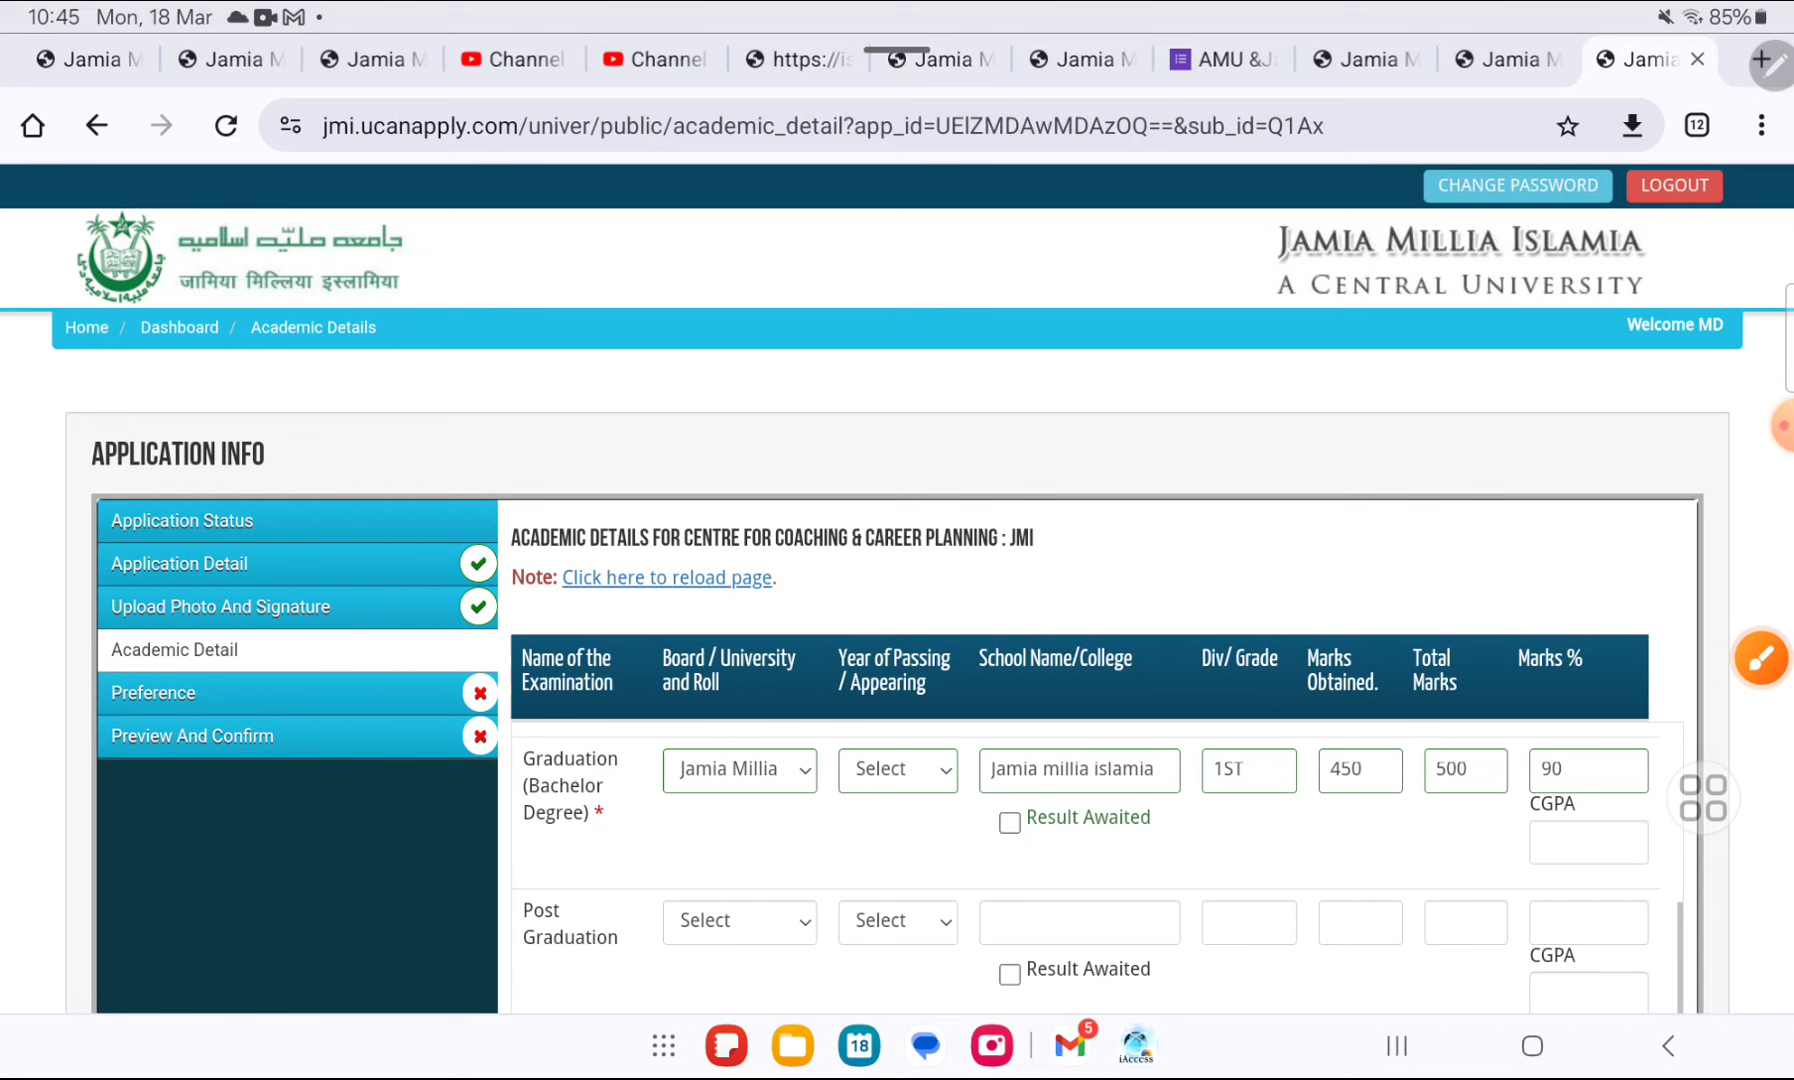 10:45 Mon, 18 Mar
85%
Jamia M
Jamia M
Jamia M
Channel
Channel
https://is
Jamia M
Jamia M
AMU &Ja
Jamia M
Jamia M
Jamia
jmi.ucanapply.com/univer/public/academic_detail?app_id=UElZMDAwMDAzOQ==&sub_id=Q1Ax
12
CHANGE PASSWORD
LOGOUT
جامعه ملیّه اسلامیه
जामिया मिल्लिया इस्लामिया
JAMIA MILLIA ISLAMIA
A CENTRAL UNIVERSITY
Home / Dashboard / Academic Details
Welcome MD
APPLICATION INFO
Application Status
Application Detail
Upload Photo And Signature
Academic Detail
Preference
Preview And Confirm
ACADEMIC DETAILS FOR CENTRE FOR COACHING & CAREER PLANNING : JMI
Note: Click here to reload page.
Name of the Examination
Board / University and Roll
Year of Passing / Appearing
School Name/College
Div/ Grade
Marks Obtained.
Total Marks
Marks %
Graduation (Bachelor Degree) *
Jamia Millia
Select
Jamia millia islamia
1ST
450
500
90
Result Awaited
CGPA
Post Graduation
Select
Select
Result Awaited
CGPA
18
5
iAccess